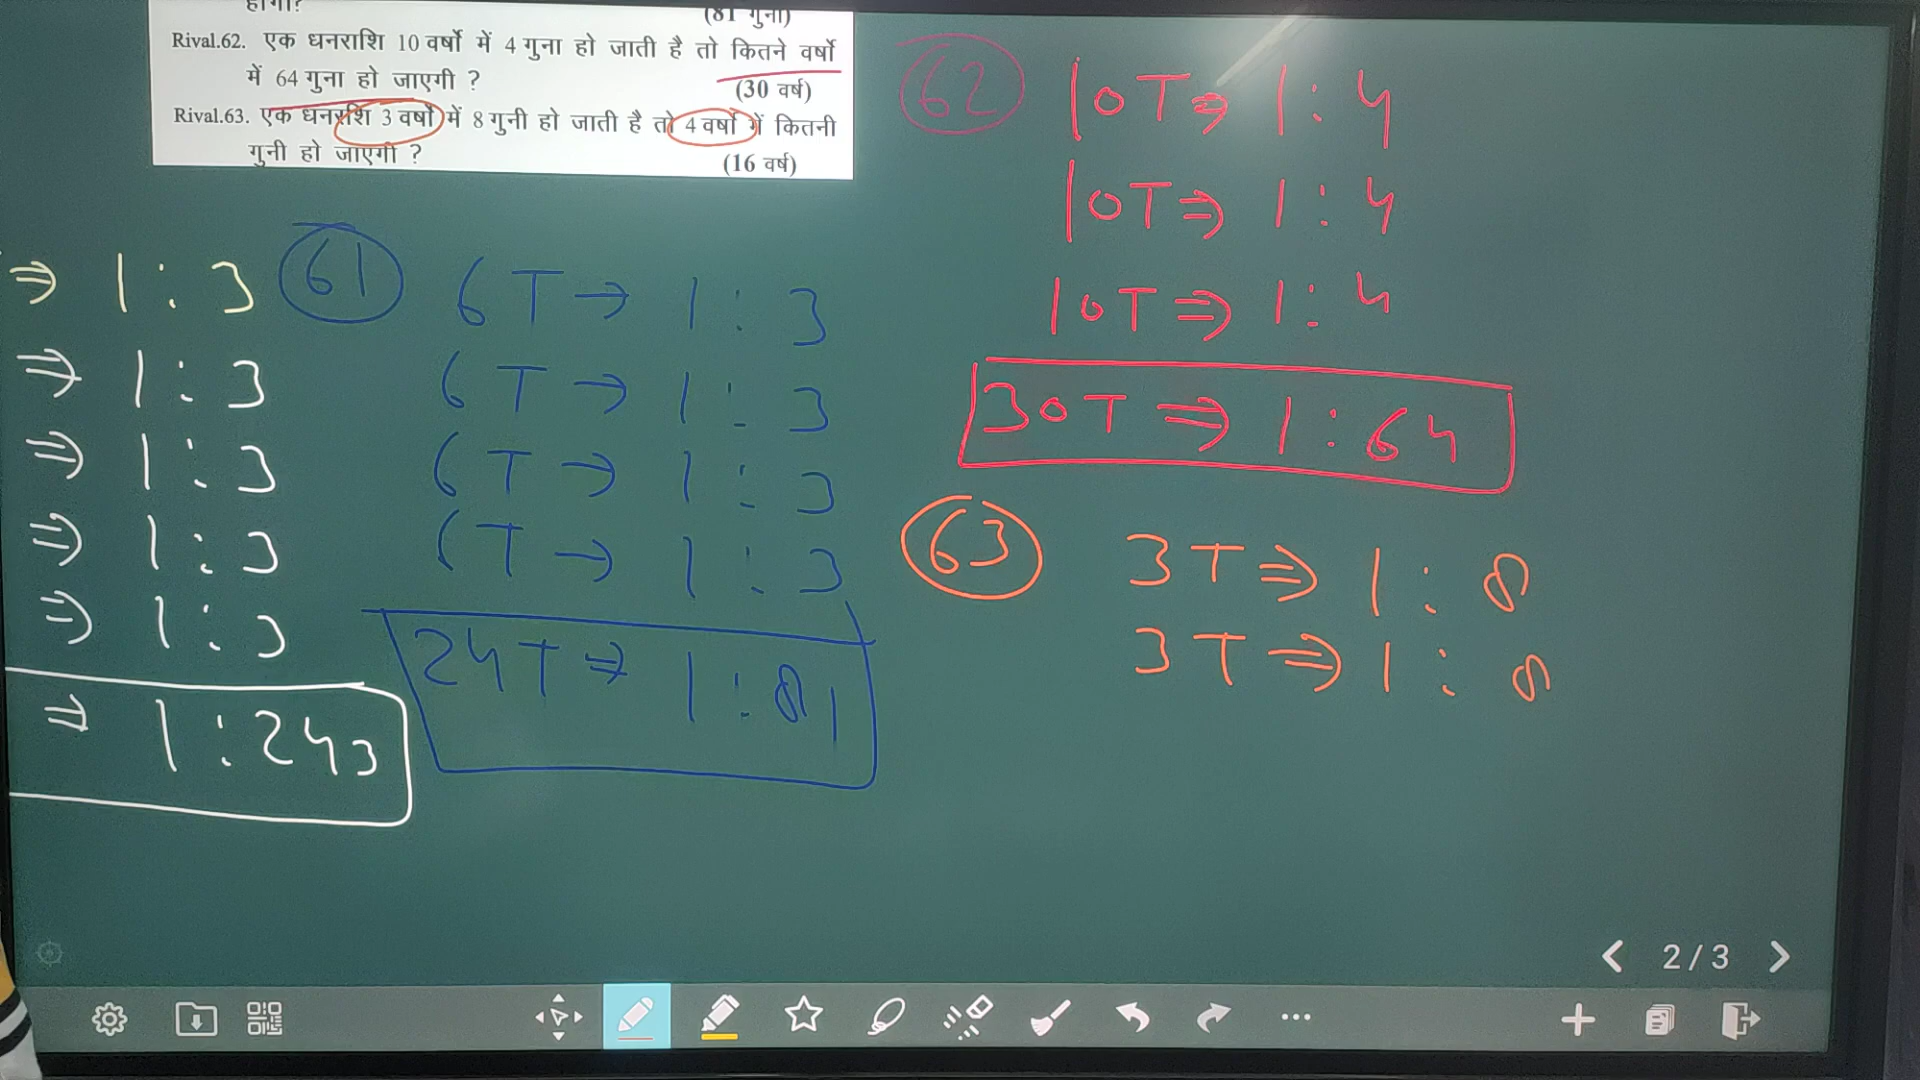 होगी?
(81 गुना)
Rival.62. एक धनराशि 10 वर्षो में 4 गुना हो जाती है तो कितने वर्षो
में 64 गुना हो जाएगी ?
(30 वर्ष)
Rival.63. एक धनराशि 3 वर्षो में 8 गुनी हो जाती है तो 4 वर्षो में कितनी
गुनी हो जाएगी ?
(16 वर्ष)
⇒ 1 : 3
⇒ 1 : 3
⇒ 1 : 3
⇒ 1 : 3
⇒ 1 : 3
⇒ 1 : 243
61
6T → 1 : 3
6T → 1 : 3
6T → 1 : 3
6T → 1 : 3
24T ⇒ 1 : 81
62
10T ⇒ 1 : 4
10T ⇒ 1 : 4
10T ⇒ 1 : 4
30T ⇒ 1 : 64
63
3T ⇒ 1 : 8
3T ⇒ 1 : 8
2/3